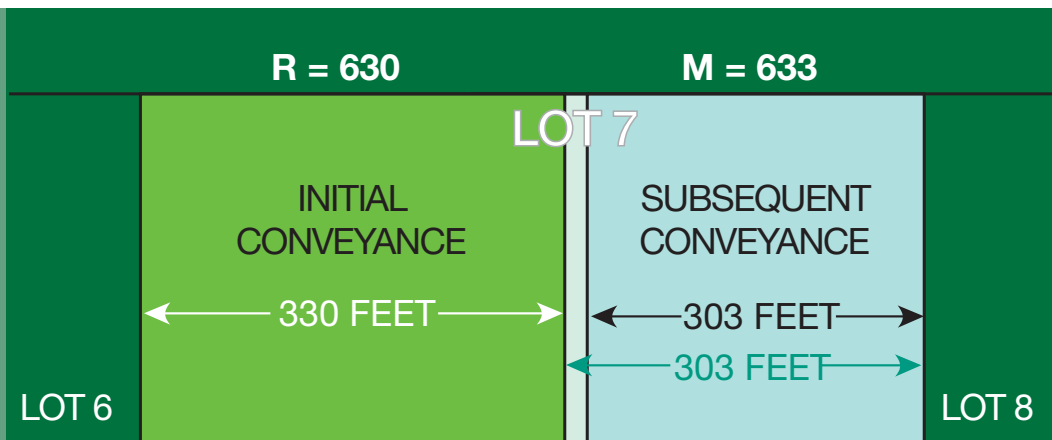 R = 630
M = 633
LOT 7
INITIAL
CONVEYANCE
SUBSEQUENT
CONVEYANCE
330 FEET
303 FEET
303 FEET
LOT 6
LOT 8